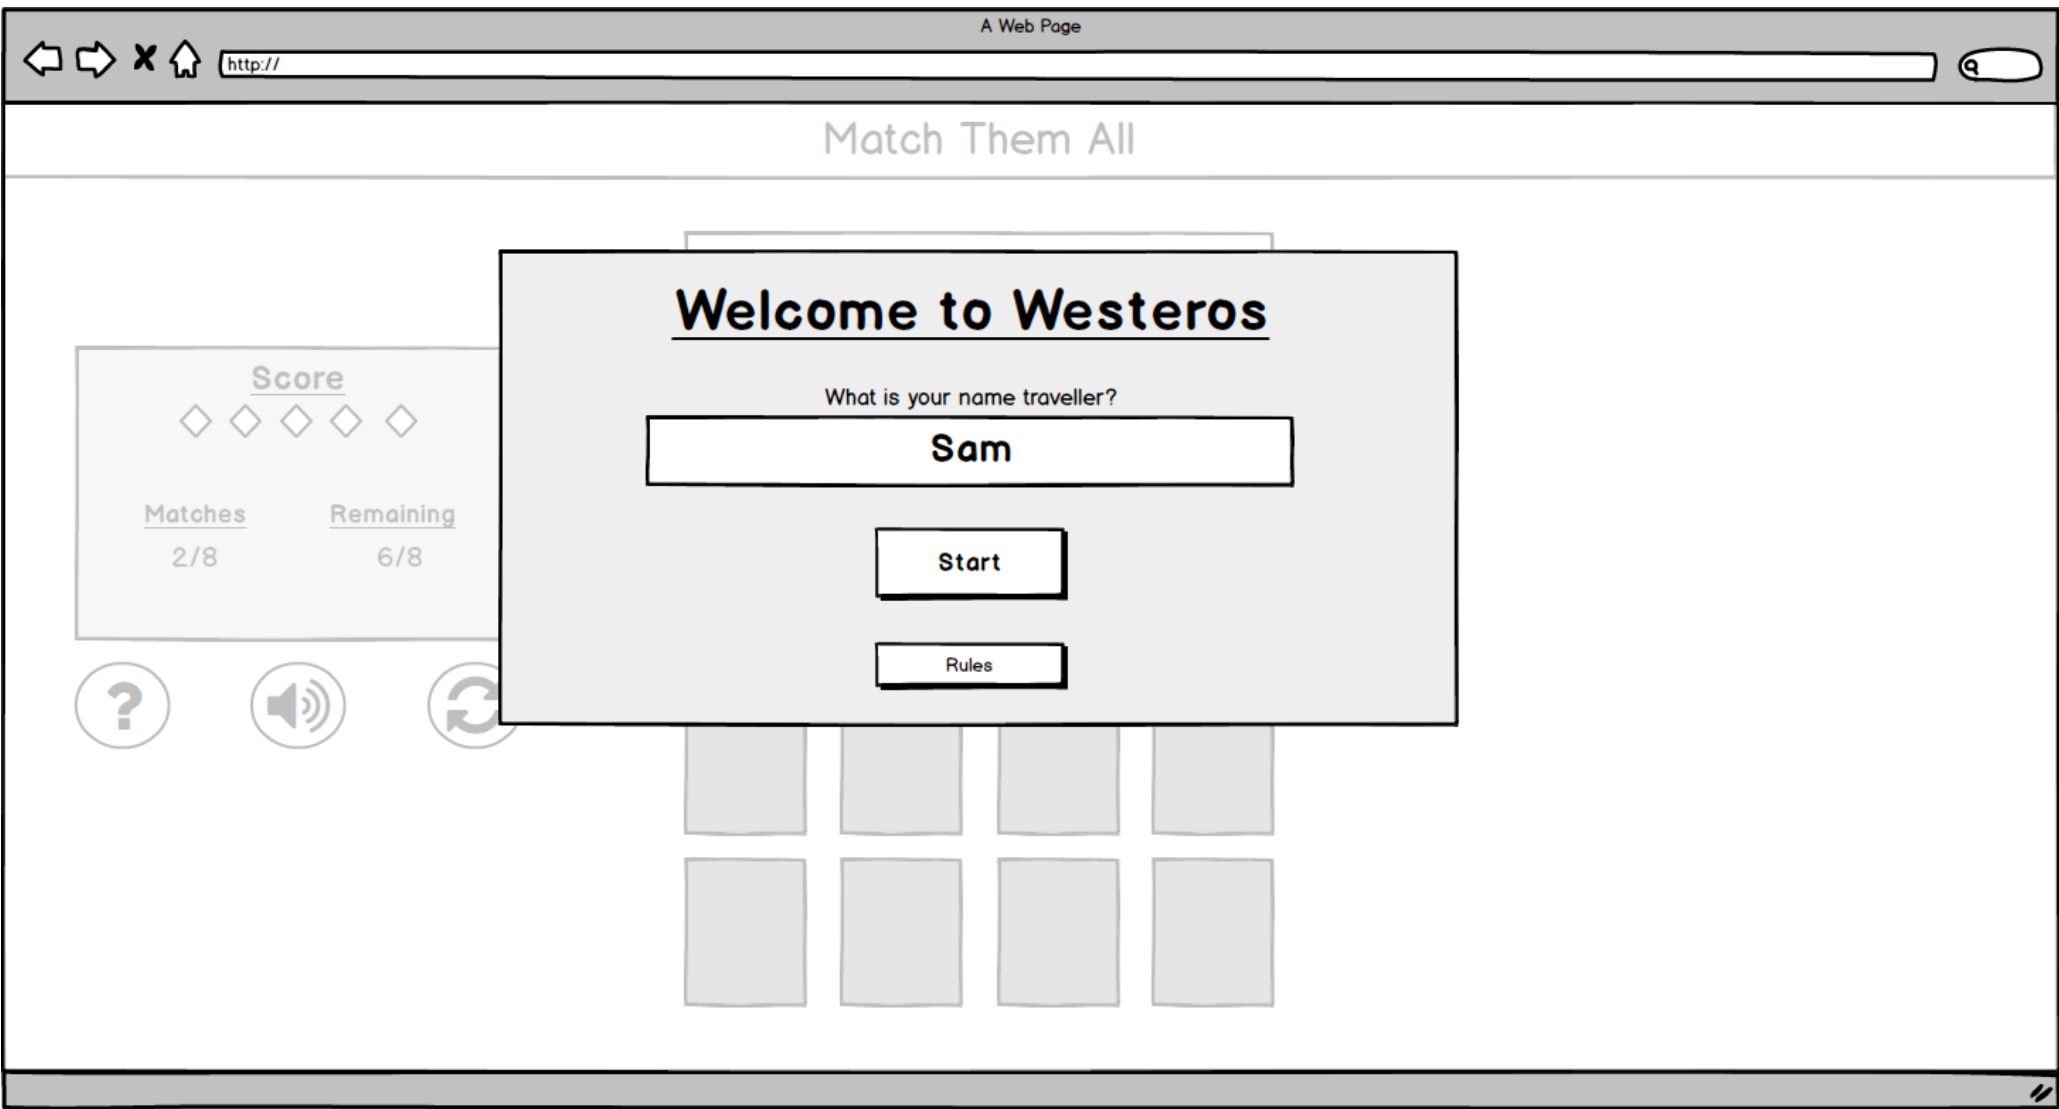 A Web Page
http://
Match Them All
Welcome to Westeros
What is your name traveller?
Sam
Start
Rules
Score
Matches Remaining
2/8 6/8
?